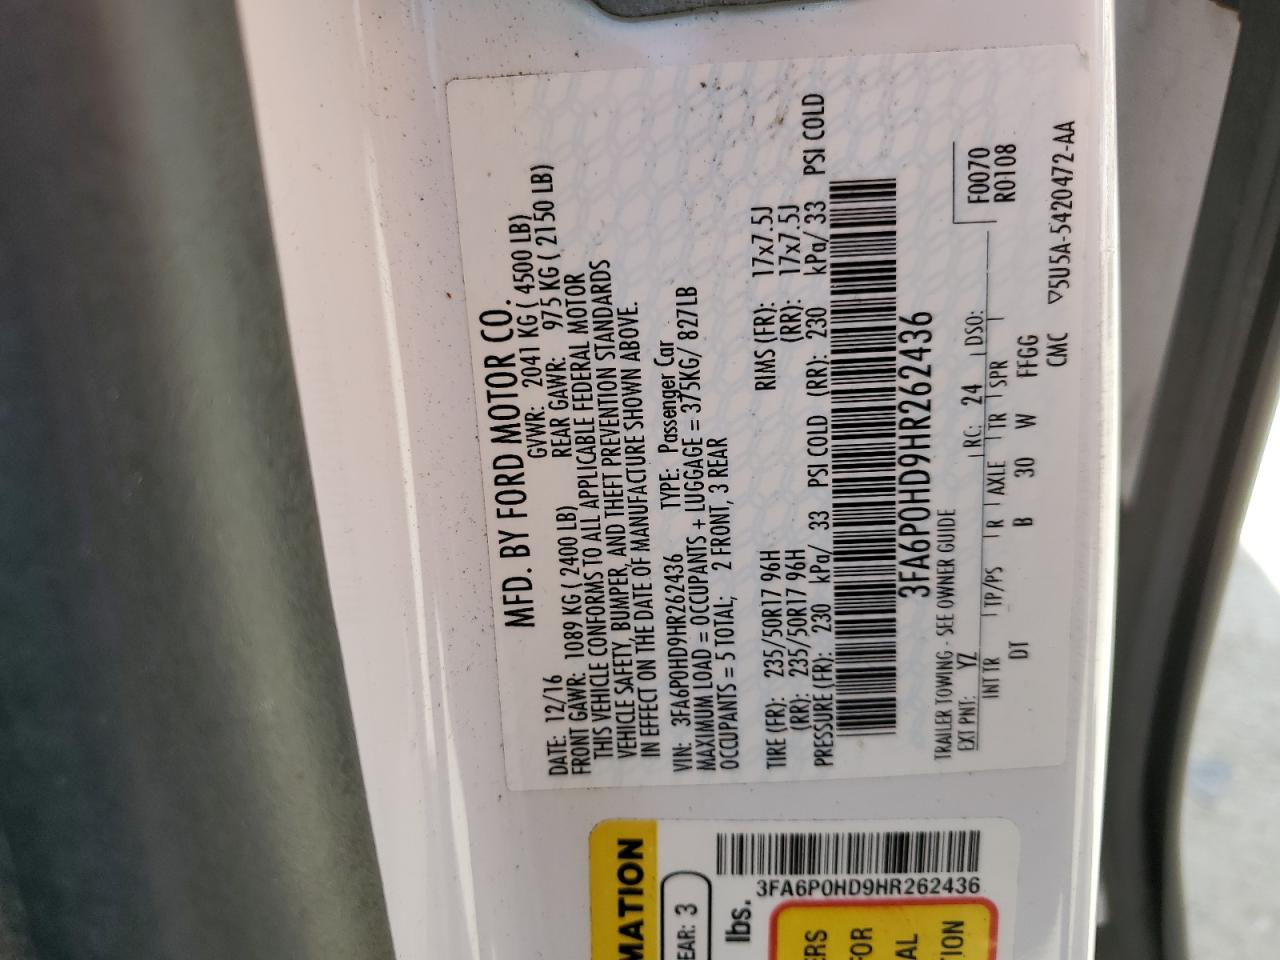 MFD. BY FORD MOTOR CO.
DATE: 12/16 GVWR: 2041 KG ( 4500 LB)
FRONT GAWR: 1089 KG ( 2400 LB) REAR GAWR: 975 KG ( 2150 LB)
THIS VEHICLE CONFORMS TO ALL APPLICABLE FEDERAL MOTOR
VEHICLE SAFETY, BUMPER, AND THEFT PREVENTION STANDARDS
IN EFFECT ON THE DATE OF MANUFACTURE SHOWN ABOVE.
VIN: 3FA6P0HD9HR262436 TYPE: Passenger Car
MAXIMUM LOAD = OCCUPANTS + LUGGAGE = 375KG/ 827LB
OCCUPANTS = 5 TOTAL; 2 FRONT, 3 REAR
TIRE (FR): 235/50R17 96H RIMS (FR): 17x7.5J
(RR): 235/50R17 96H (RR): 17x7.5J
PRESSURE (FR): 230 kPa/ 33 PSI COLD (RR): 230 kPa/ 33 PSI COLD
3FA6P0HD9HR262436
TRAILER TOWING - SEE OWNER GUIDE
EXT PNT: YZ RC: 24 DSO: F0070
INT TR TP/PS R AXLE TR SPR R0108
DT B 30 W FFGG
CMC ▽5U5A-5420472-AA
MATION
EAR: 3
lbs.
3FA6P0HD9HR262436
ERS
FOR
AL
ION